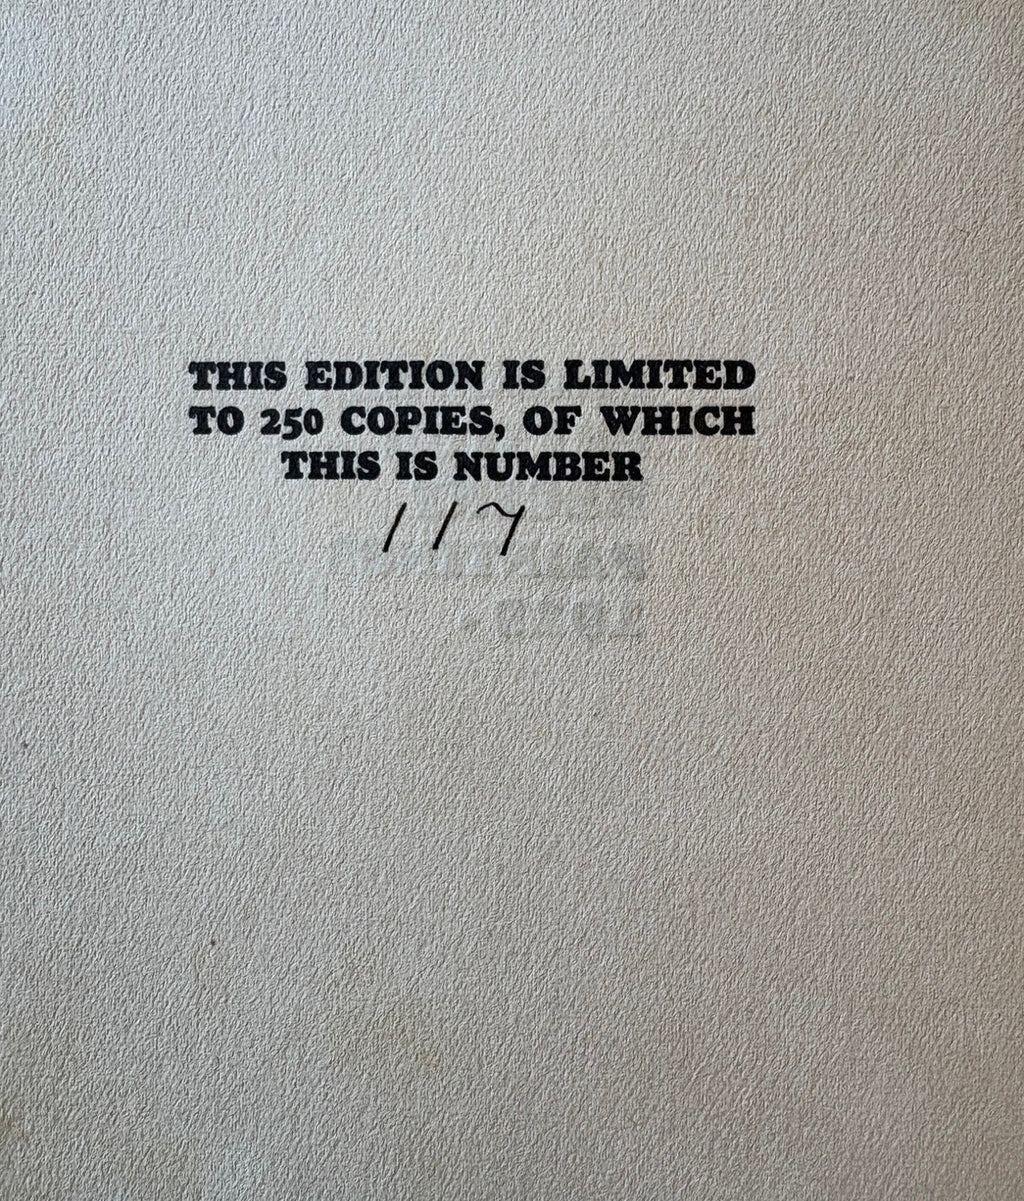 THIS EDITION IS LIMITED
TO 250 COPIES, OF WHICH
THIS IS NUMBER
117